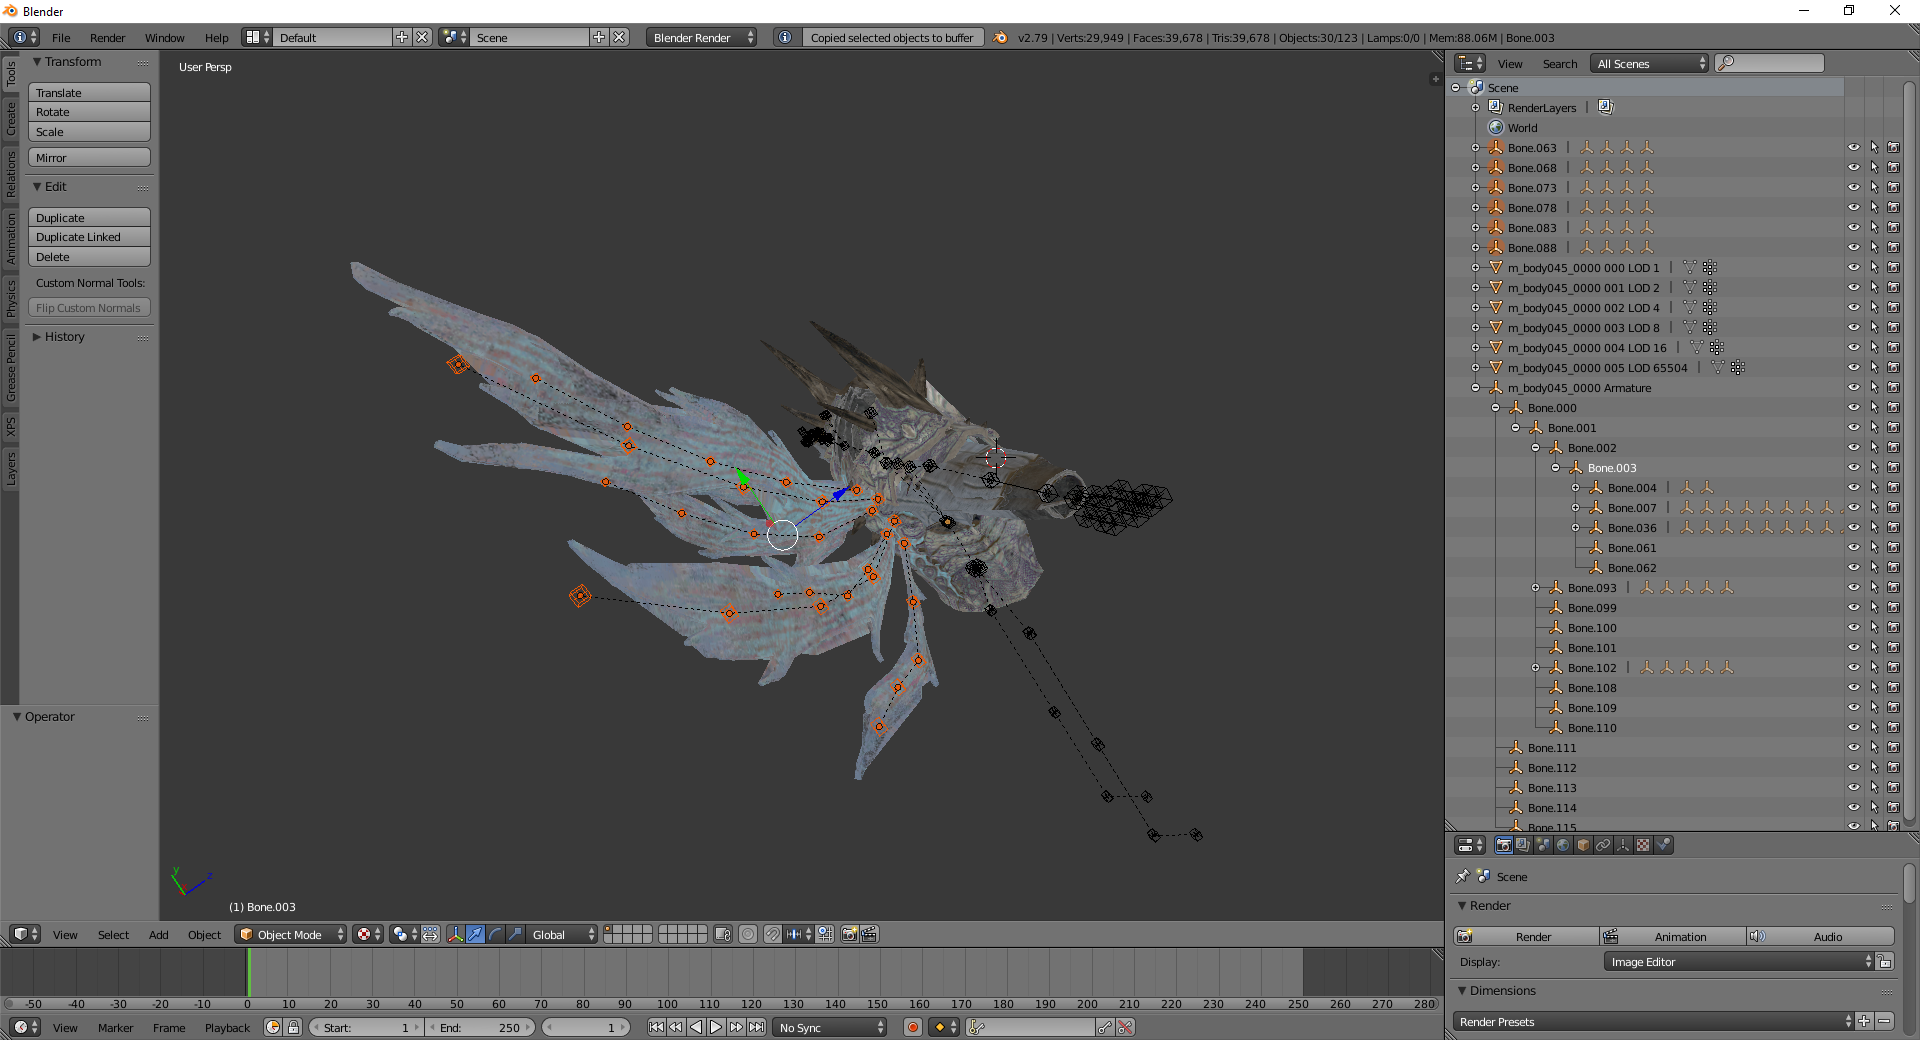 Blender
File Render Window Help Default Scene Blender Render Copied selected objects to buffer v2.79 | Verts:29,949 | Faces:39,678 | Tris:39,678 | Objects:30/123 | Lamps:0/0 | Mem:88.06M | Bone.003
Tools
Create
Relations
Animation
Physics
Grease Pencil
XPS
Layers
Transform
Translate
Rotate
Scale
Mirror
Edit
Duplicate
Duplicate Linked
Delete
Custom Normal Tools:
Flip Custom Normals
History
Operator
User Persp
y
z
(1) Bone.003
View Search All Scenes
Scene
RenderLayers |
World
Bone.063 |
Bone.068 |
Bone.073 |
Bone.078 |
Bone.083 |
Bone.088 |
m_body045_0000 000 LOD 1 |
m_body045_0000 001 LOD 2 |
m_body045_0000 002 LOD 4 |
m_body045_0000 003 LOD 8 |
m_body045_0000 004 LOD 16 |
m_body045_0000 005 LOD 65504 |
m_body045_0000 Armature
Bone.000
Bone.001
Bone.002
Bone.003
Bone.004 |
Bone.007 |
Bone.036 |
Bone.061
Bone.062
Bone.093 |
Bone.099
Bone.100
Bone.101
Bone.102 |
Bone.108
Bone.109
Bone.110
Bone.111
Bone.112
Bone.113
Bone.114
Bone.115
Scene
Render
Render Animation Audio
Display: Image Editor
Dimensions
Render Presets
View Select Add Object Object Mode Global
-50 -40 -30 -20 -10 0 10 20 30 40 50 60 70 80 90 100 110 120 130 140 150 160 170 180 190 200 210 220 230 240 250 260 270 280
View Marker Frame Playback Start: 1 End: 250 1 No Sync